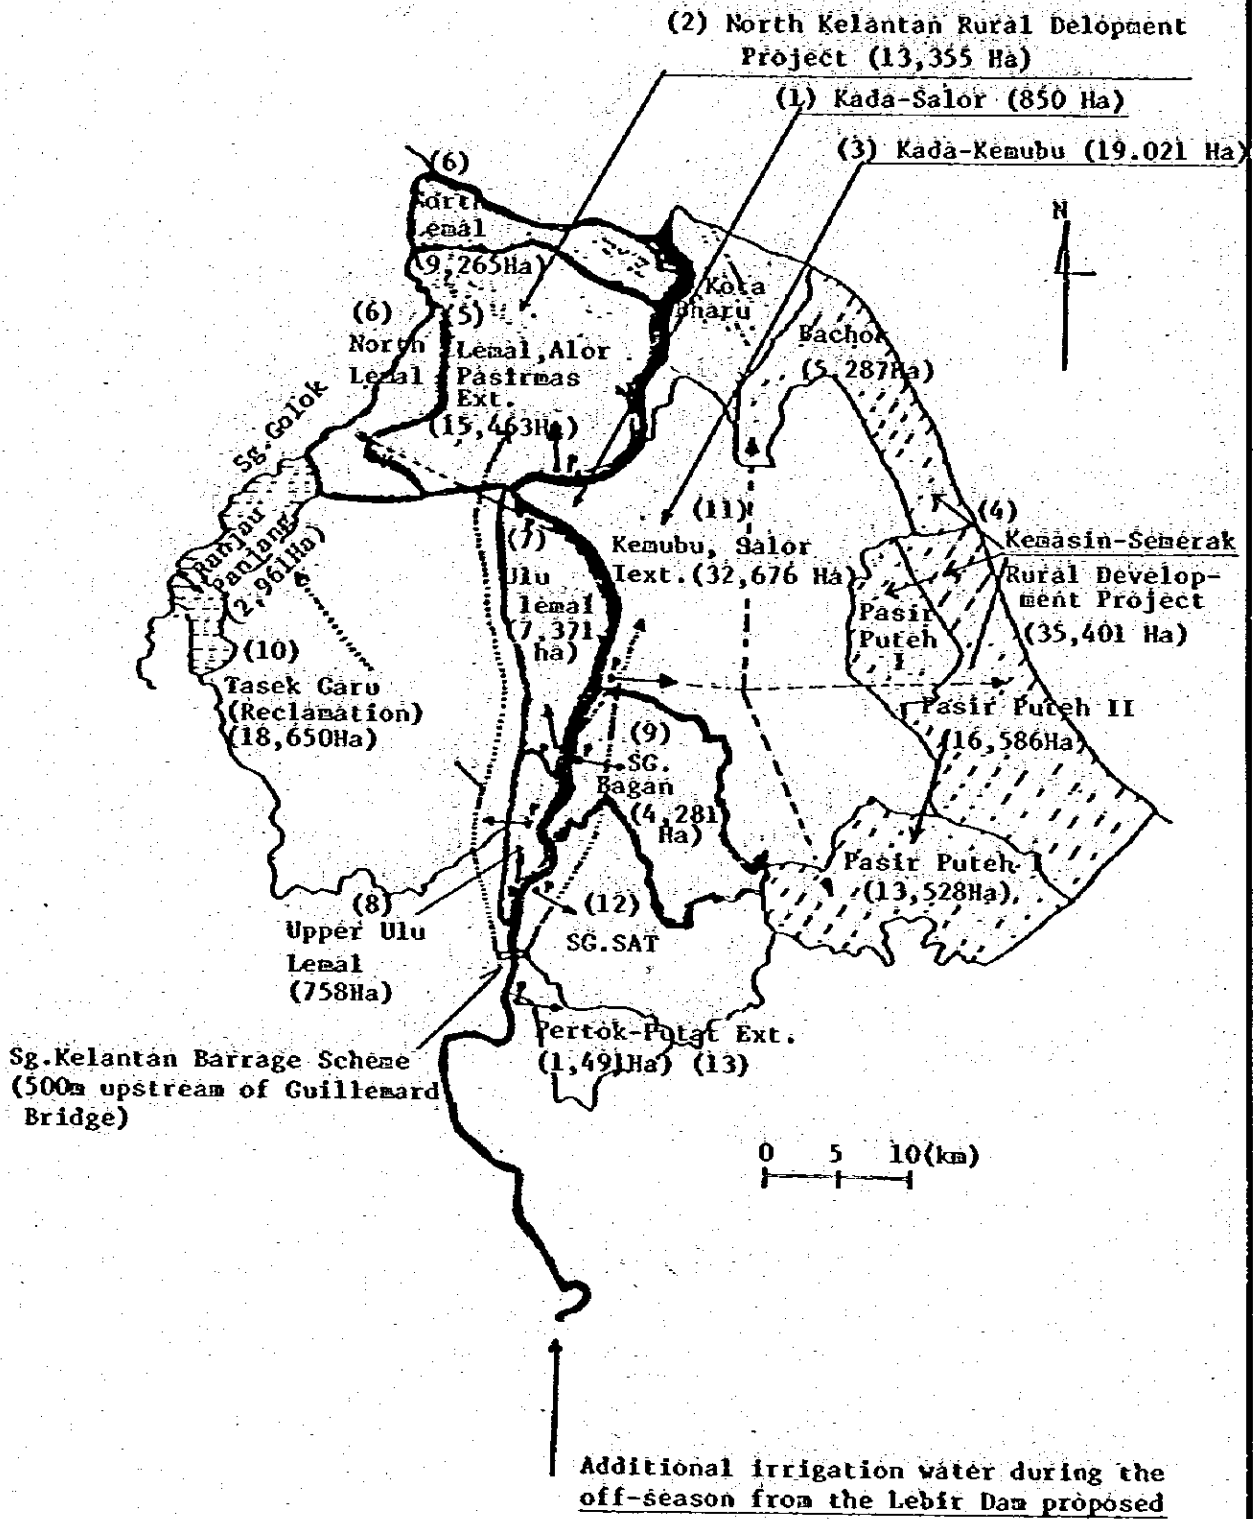 (2) North Kelantan Rural Delopment
Project (13,355 Ha)
(1) Kada-Salor (850 Ha)
(3) Kada-Kemubu (19.021 Ha)
(6)
North
Lemal
(9,265Ha)
N
Kota
Bharu
Bachok
(5,287Ha)
(6)
North
Lemal
(5)
Lemal,Alor
Pasirmas
Ext.
(15,463Ha)
Sg.Golok
Rantau
Panjang
(2,961Ha)
(7)
Ulu
lemal
(7,371
ha)
(11)
Kemubu, Salor
Iext.(32,676 Ha)
(4)
Kemasin-Semerak
Rural Develop-
ment Project
(35,401 Ha)
Pasir
Puteh
I
(10)
Tasek Garu
(Reclamation)
(18,650Ha)
Pasir Puteh II
(16,586Ha)
(9)
SG.
Bagan
(4,281
Ha)
Pasir Puteh
(13,528Ha)
(8)
Upper Ulu
Lemal
(758Ha)
(12)
SG.SAT
Pertok-Putat Ext.
(1,491Ha) (13)
Sg.Kelantan Barrage Scheme
(500m upstream of Guillemard
Bridge)
0 5 10(km)
Additional irrigation water during the
off-season from the Lebir Dam proposed